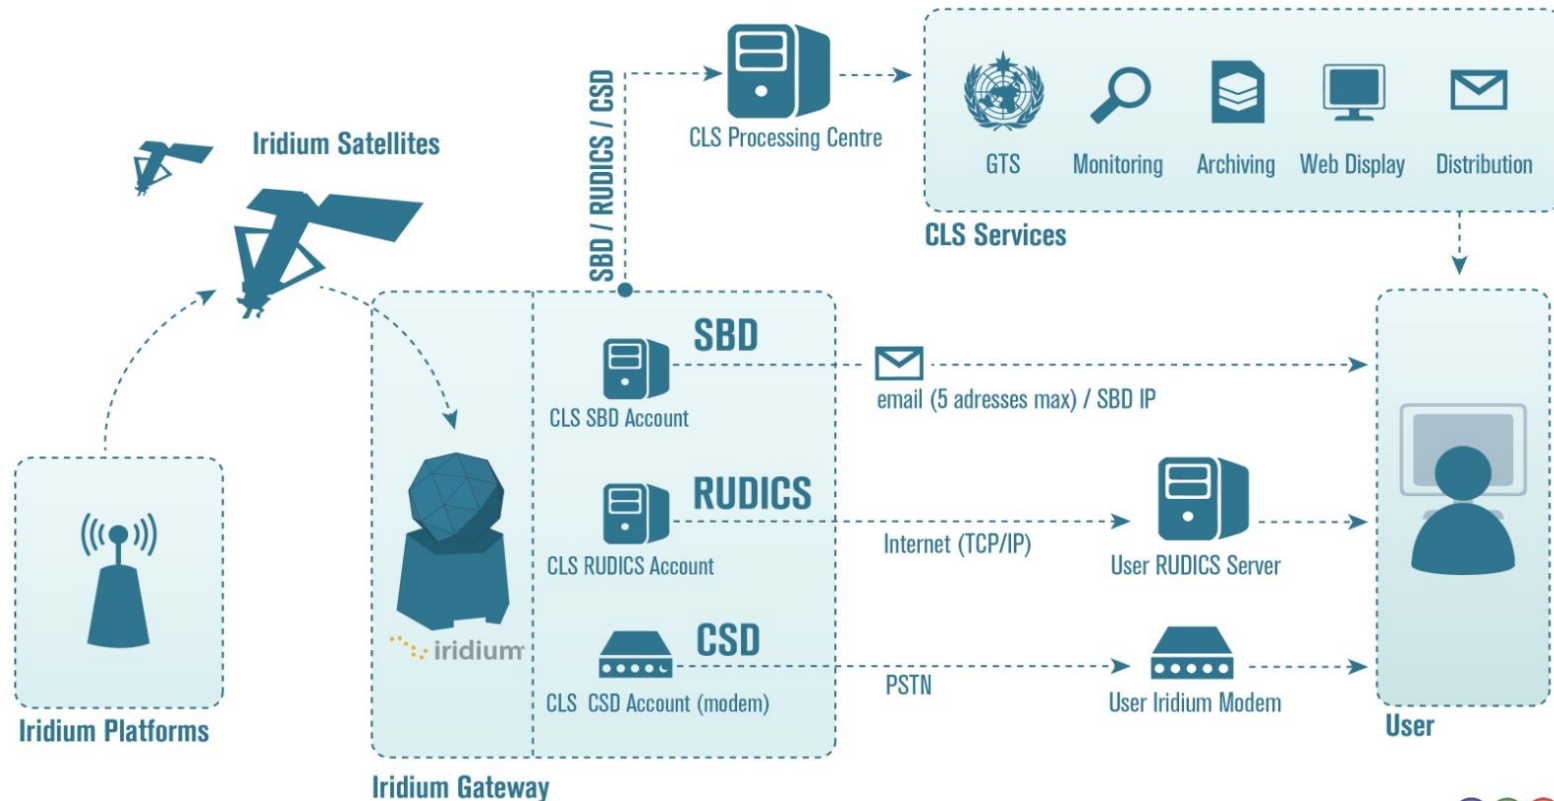 Iridium Satellites
SBD / RUDICS / CSD
CLS Processing Centre
GTS
Monitoring
Archiving
Web Display
Distribution
CLS Services
SBD
CLS SBD Account
email (5 adresses max) / SBD IP
RUDICS
CLS RUDICS Account
Internet (TCP/IP)
User RUDICS Server
iridium
CSD
CLS CSD Account (modem)
PSTN
User Iridium Modem
Iridium Platforms
User
Iridium Gateway